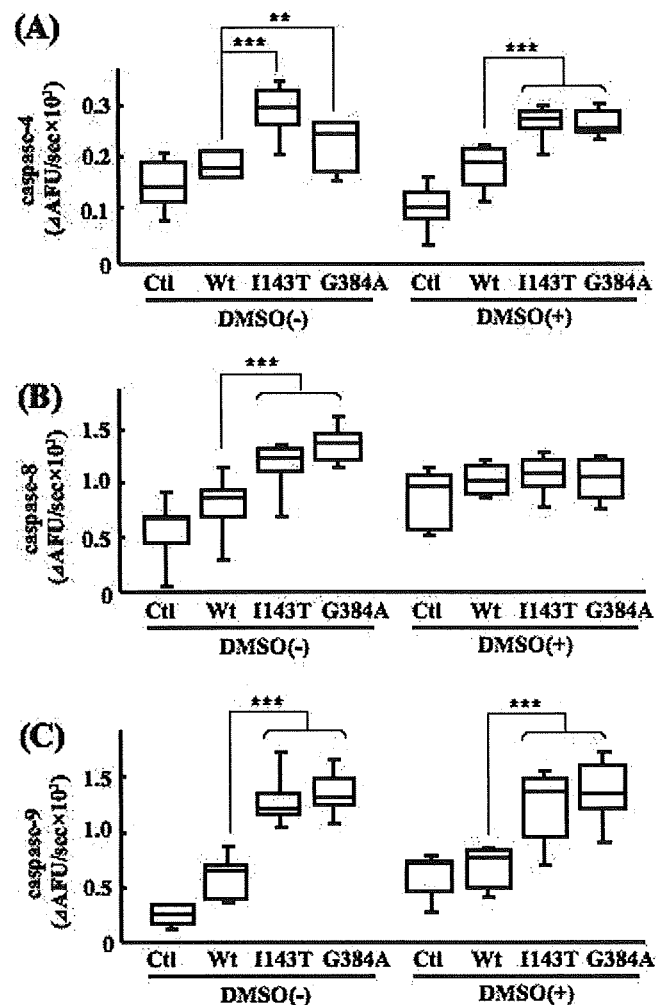 (A)
**
***
***
caspase-4
(⊿AFU/sec×10²)
0.3
0.2
0.1
0
Ctl Wt I143T G384A Ctl Wt I143T G384A
DMSO(-) DMSO(+)
(B)
***
caspase-8
(⊿AFU/sec×10²)
1.5
1.0
0.5
0
Ctl Wt I143T G384A Ctl Wt I143T G384A
DMSO(-) DMSO(+)
(C)
***
***
caspase-9
(⊿AFU/sec×10²)
1.5
1.0
0.5
0
Ctl Wt I143T G384A Ctl Wt I143T G384A
DMSO(-) DMSO(+)